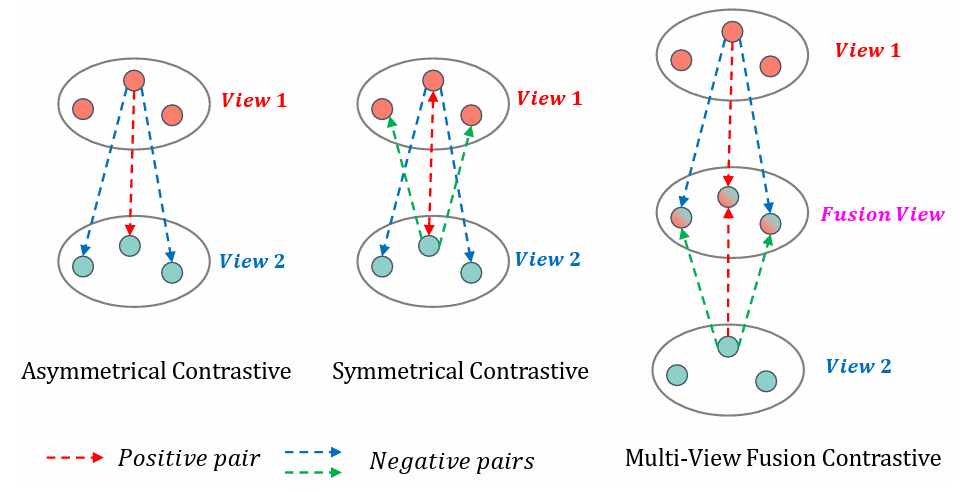 View 1
View 2
Asymmetrical Contrastive
View 1
View 2
Symmetrical Contrastive
View 1
Fusion View
View 2
Multi-View Fusion Contrastive
Positive pair
Negative pairs